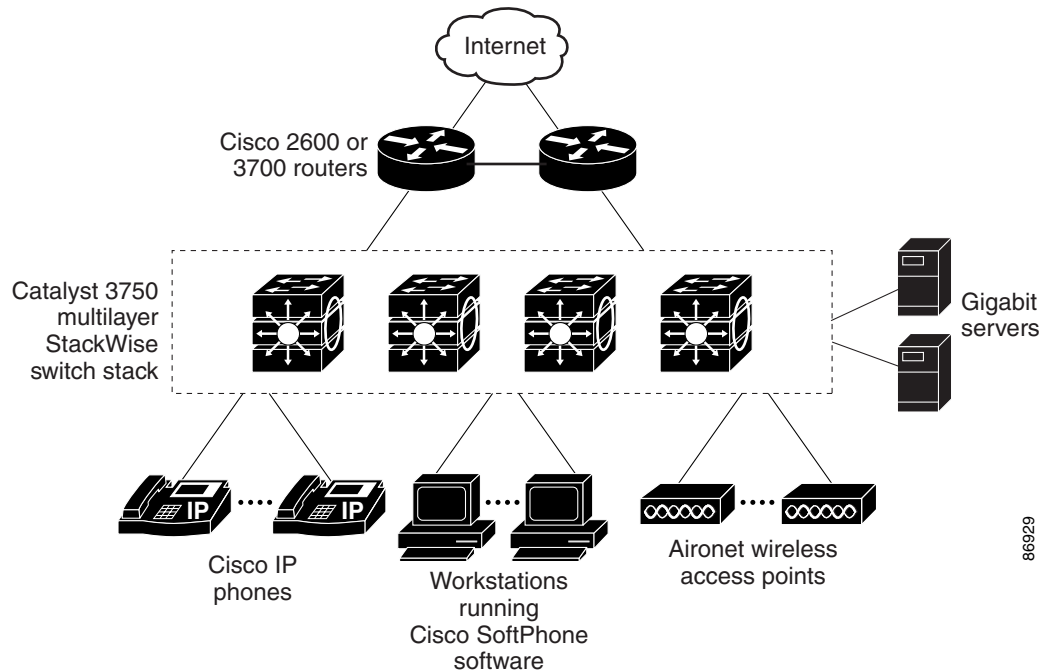 Internet
Cisco 2600 or
3700 routers
Catalyst 3750
multilayer
StackWise
switch stack
Gigabit
servers
IP
IP
Cisco IP
phones
Workstations
running
Cisco SoftPhone
software
Aironet wireless
access points
86929